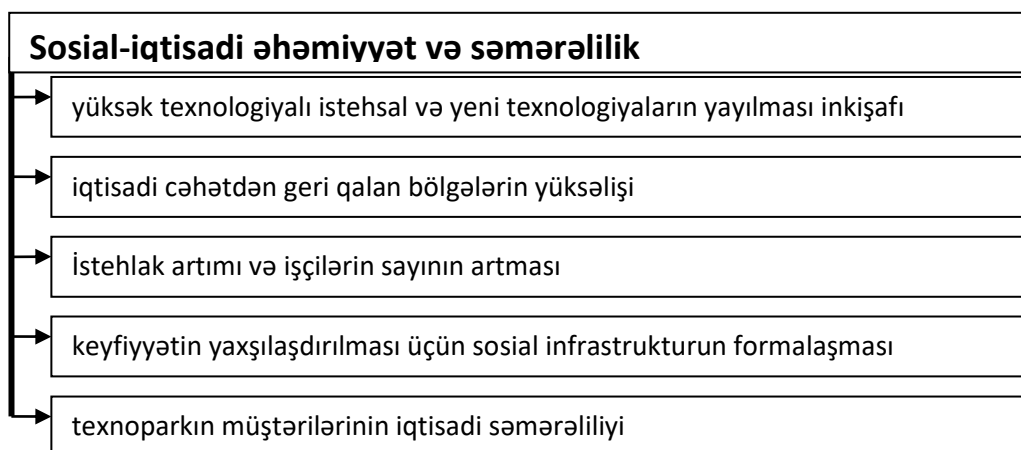 Sosial-iqtisadi əhəmiyyət və səmərəlilik
yüksək texnologiyalı istehsal və yeni texnologiyaların yayılması inkişafı
iqtisadi cəhətdən geri qalan bölgələrin yüksəlişi
İstehlak artımı və işçilərin sayının artması
keyfiyyətin yaxşılaşdırılması üçün sosial infrastrukturun formalaşması
texnoparkın müştərilərinin iqtisadi səmərəliliyi